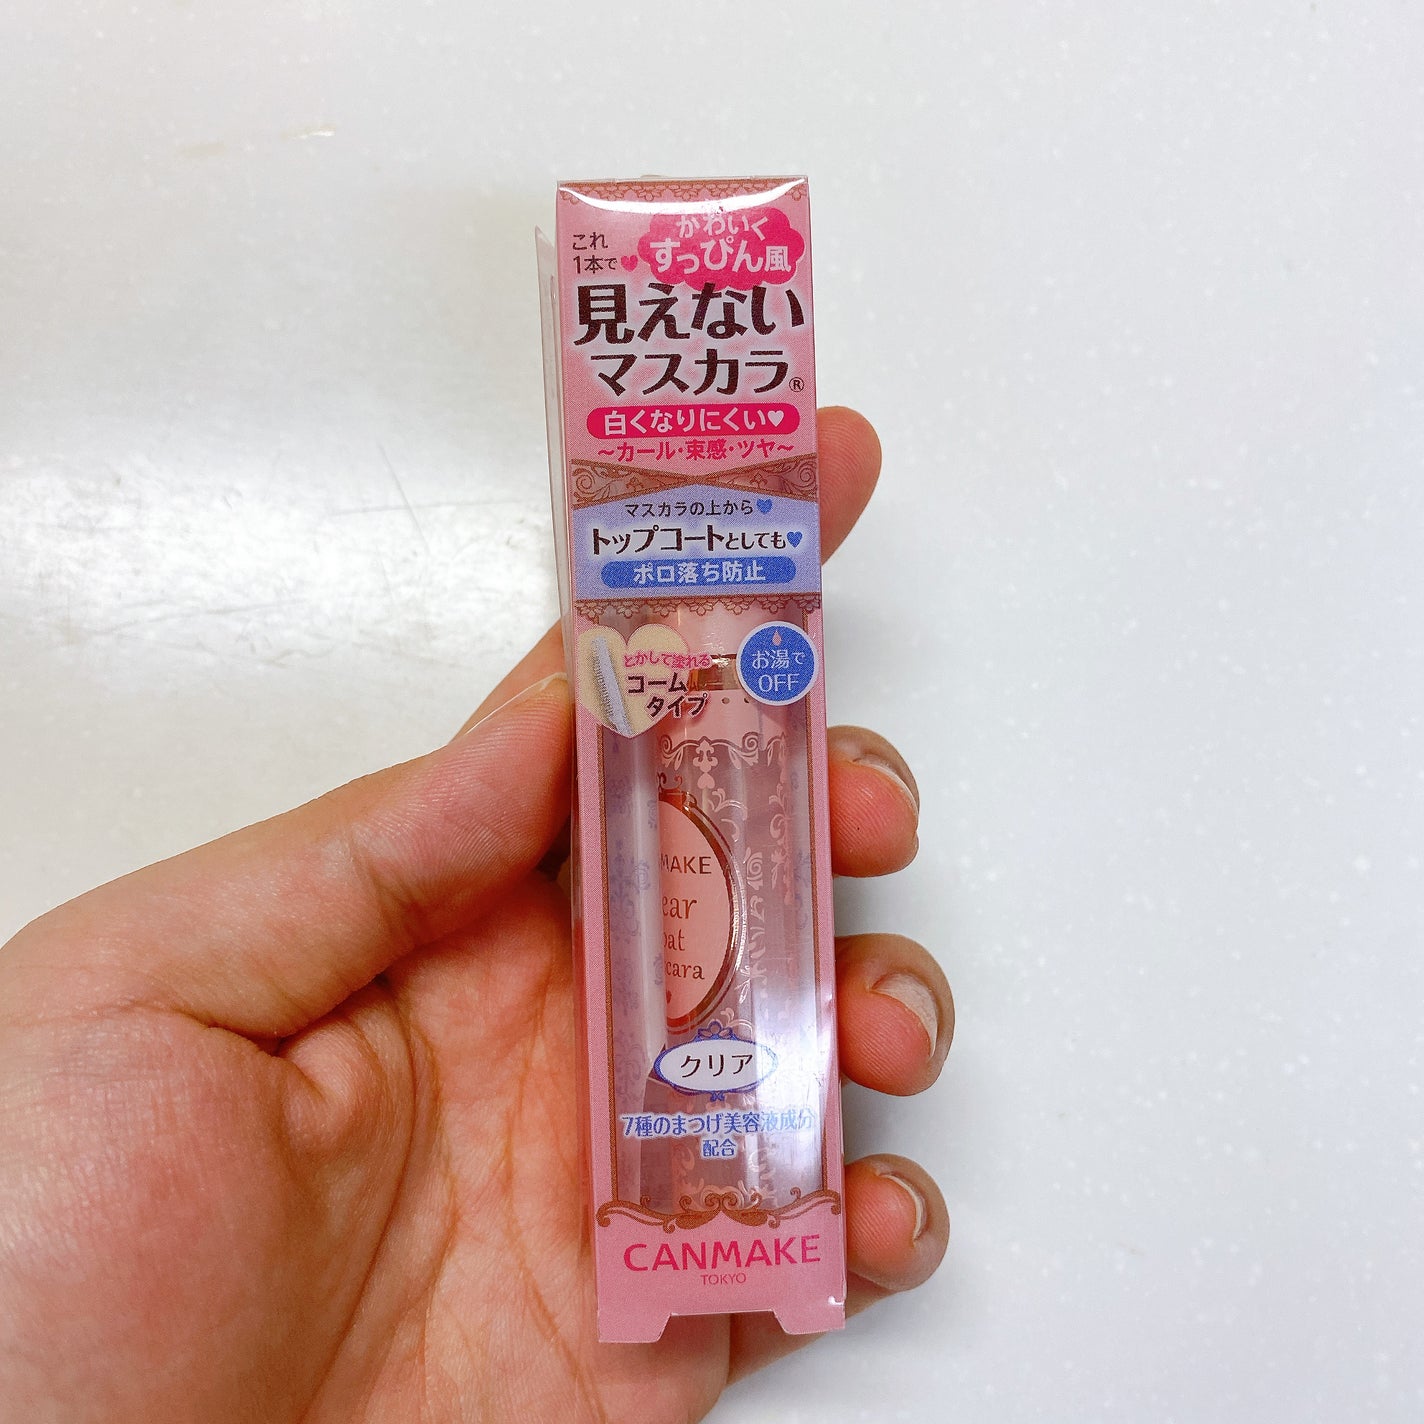 かわいく
すっぴん風
これ
1本で
見えない
マスカラ®
白くなりにくい♥
~カール・束感・ツヤ~
マスカラの上から
トップコートとしても
ポロ落ち防止
とかして塗れる
コーム
タイプ
お湯で
OFF
MAKE
ear
oat
cara
クリア
7種のまつげ美容液成分
配合
CANMAKE
TOKYO